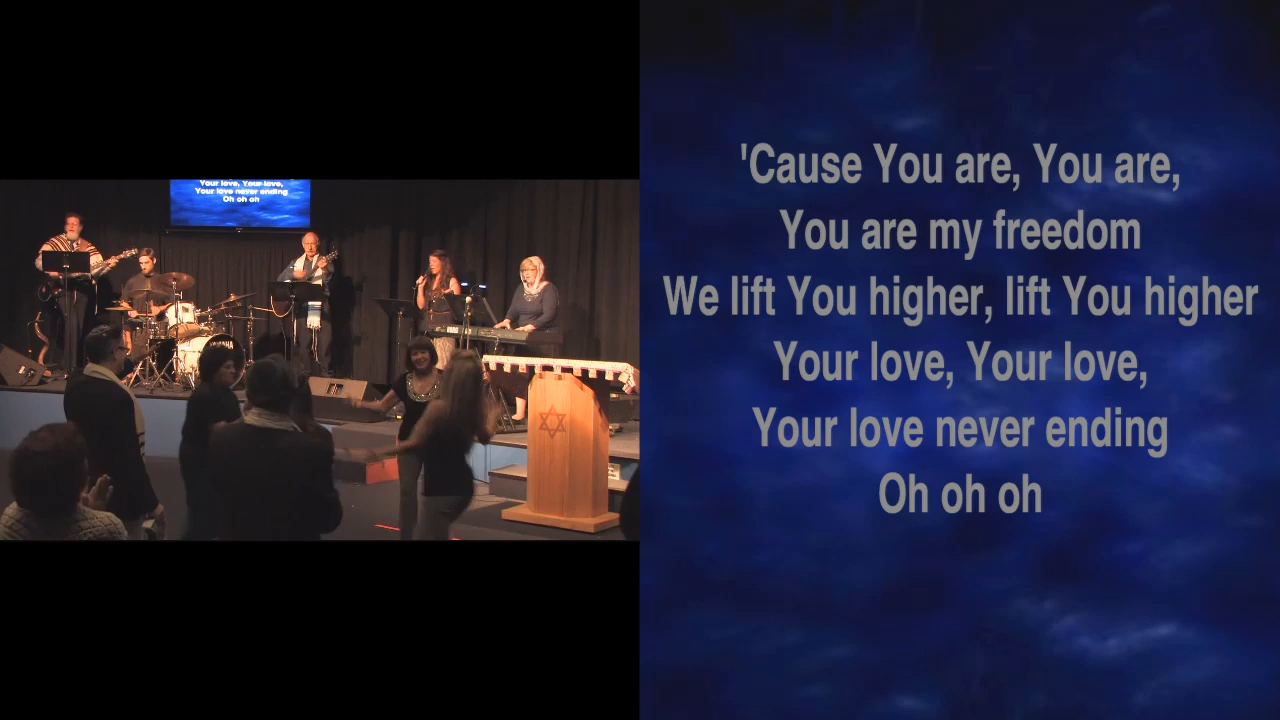 Your love, Your love,
Your love never ending
Oh oh oh
'Cause You are, You are,
You are my freedom
We lift You higher, lift You higher
Your love, Your love,
Your love never ending
Oh oh oh